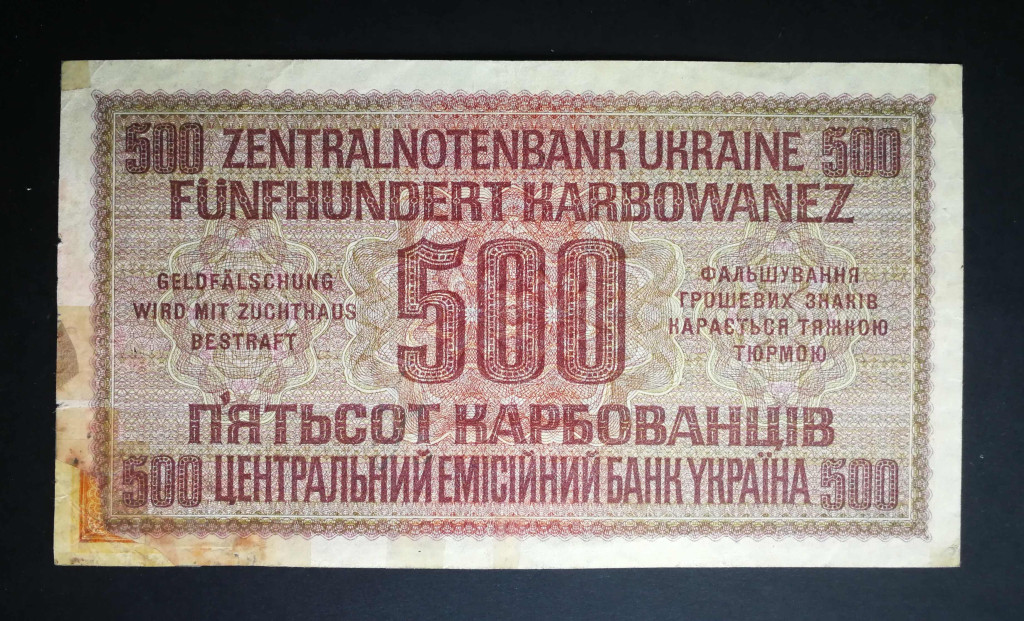 500 ZENTRALNOTENBANK UKRAINE 500
FÜNFHUNDERT KARBOWANEZ
GELDFÄLSCHUNG
WIRD MIT ZUCHTHAUS
BESTRAFT
500
ФАЛЬШУВАННЯ
ГРОШЕВИХ ЗНАКІВ
КАРАЄТЬСЯ ТЯЖКОЮ
ТЮРМОЮ
П'ЯТЬСОТ КАРБОВАНЦІВ
500 ЦЕНТРАЛЬНИЙ ЕМІСІЙНИЙ БАНК УКРАЇНА 500